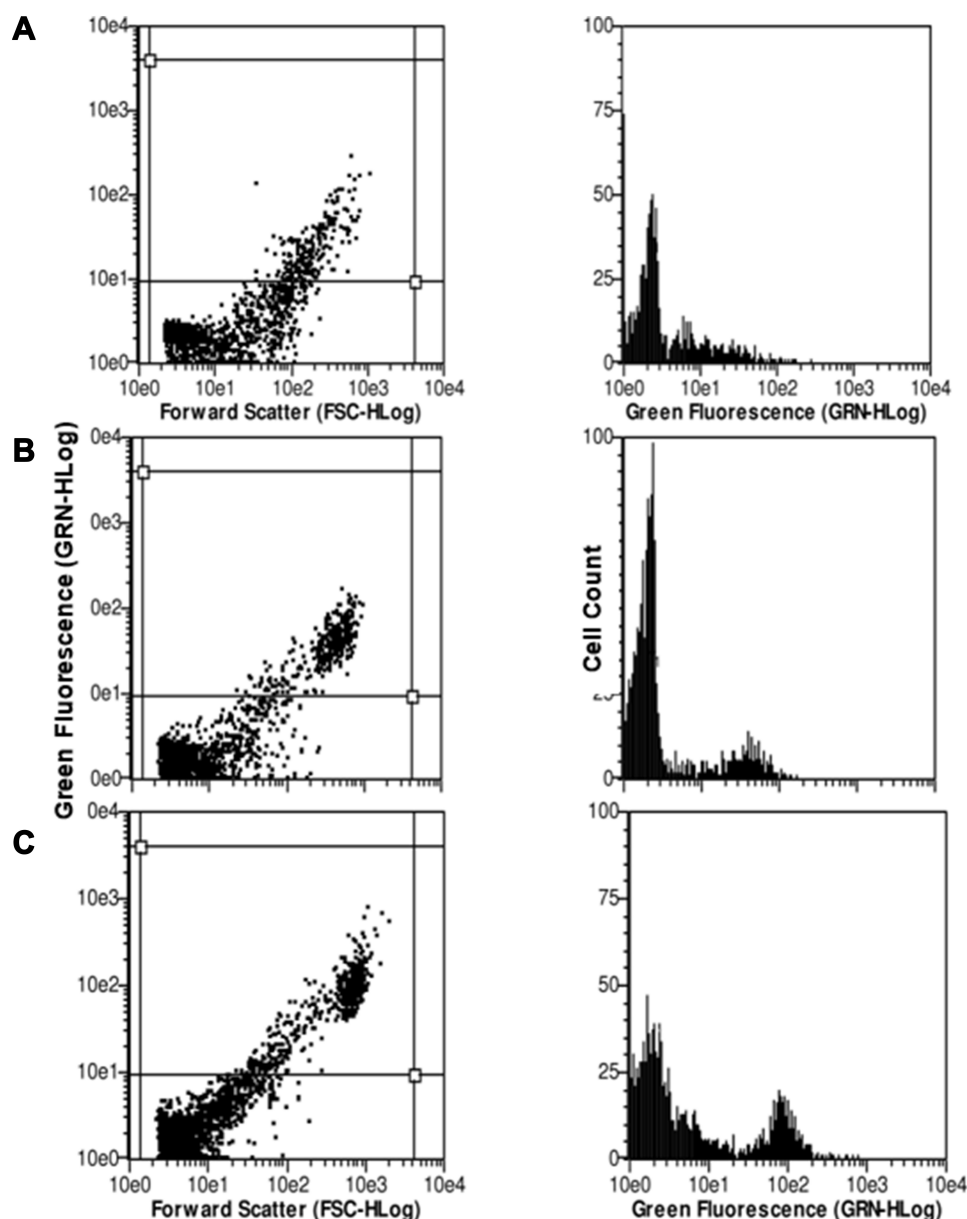 A
10e4
10e3
10e2
10e1
10e0
10e0 10e1 10e2 10e3 10e4
Forward Scatter (FSC-HLog)
100
75
50
25
0
10e0 10e1 10e2 10e3 10e4
Green Fluorescence (GRN-HLog)
B
Green Fluorescence (GRN-HLog)
0e4
0e3
0e2
0e1
0e0
Cell Count
100
0
C
0e4
10e3
10e2
10e1
10e0
10e0 10e1 10e2 10e3 10e4
Forward Scatter (FSC-HLog)
100
75
50
25
0
10e0 10e1 10e2 10e3 10e4
Green Fluorescence (GRN-HLog)